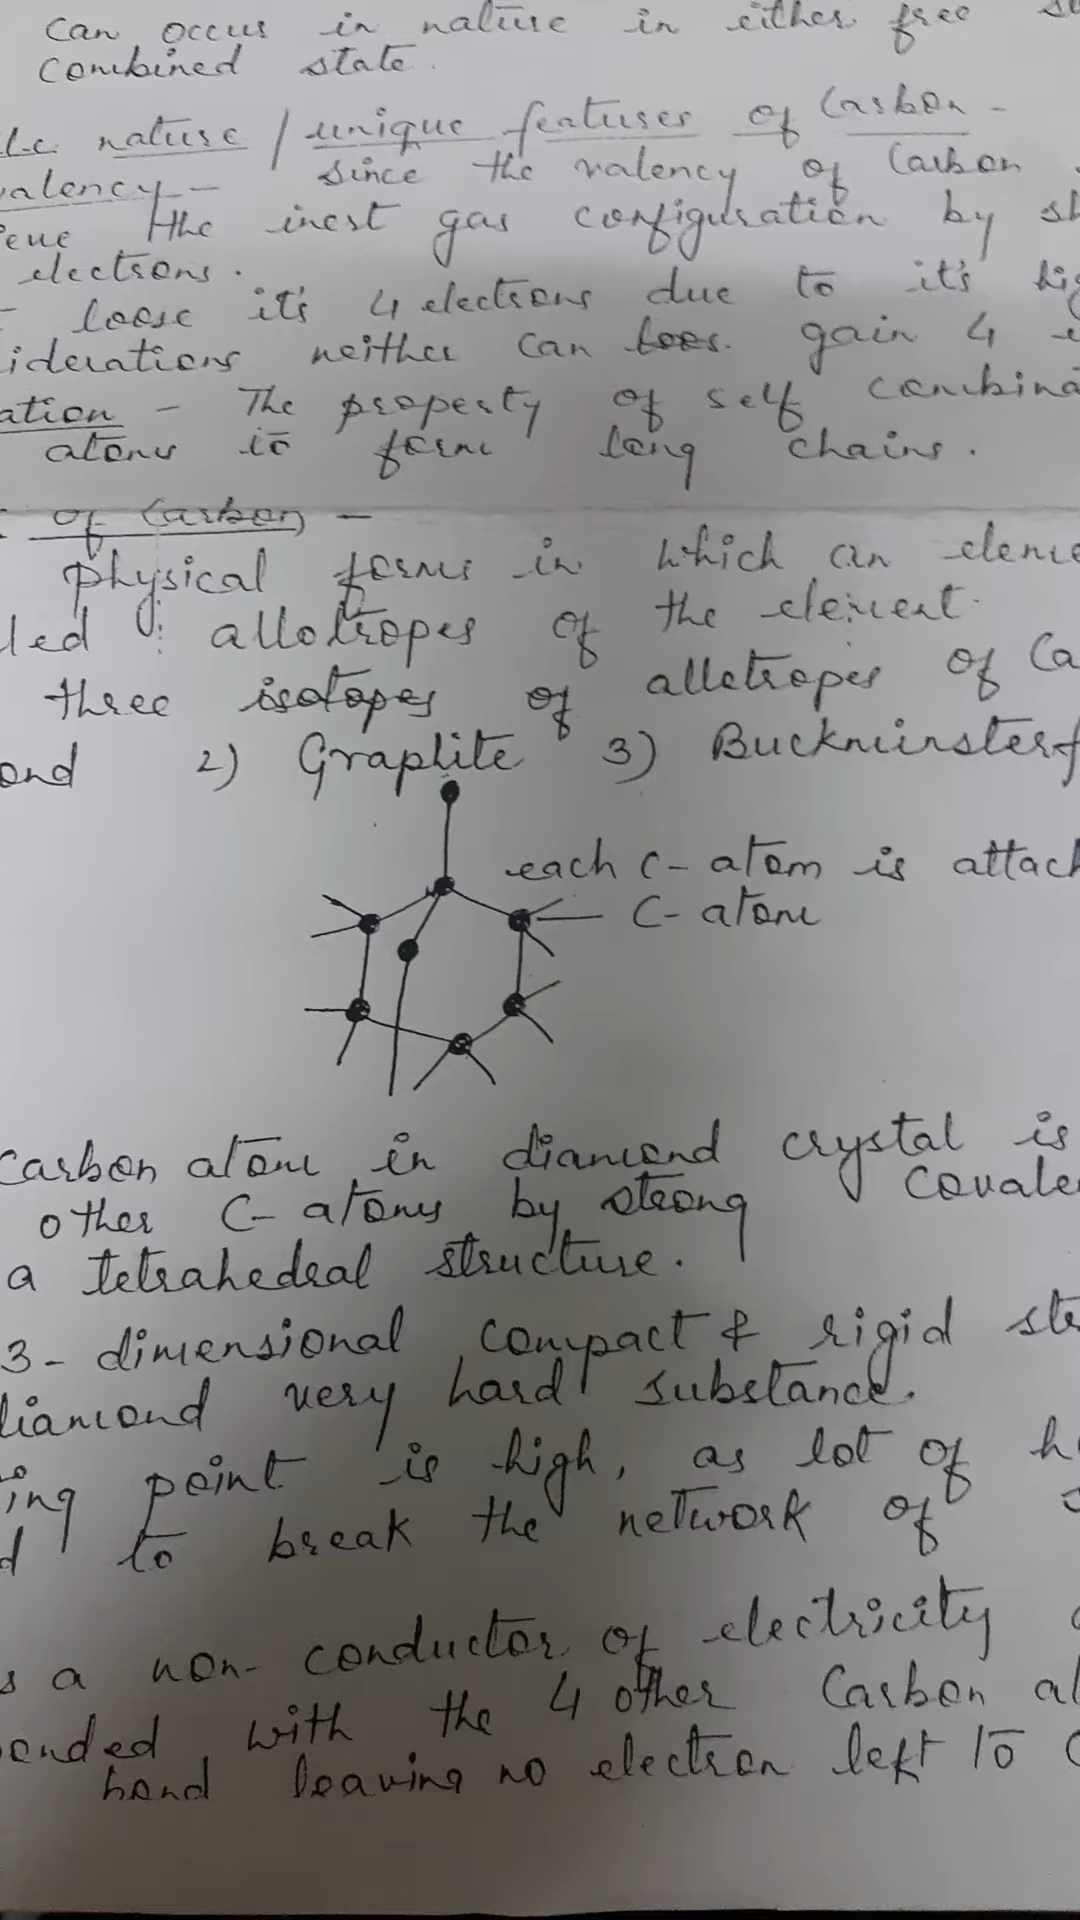 can occur in nature in either free
combined state.
nature / unique features of Carbon -
valency - since the valency of Carbon
the inert gas configuration by
electrons.
loose it's 4 electrons due to it's
iderations neither can gain 4
ation - The property of self combina
atoms to form long chains.
of Carbon -
physical forms in which an eleme
led allotropes of the element.
three isotopes of allotropes of Ca
ond 2) Graphite 3) Buckminsterf
each C- atom is attach
C- atom
carbon atom in diamond crystal is
other C- atoms by strong covale
a tetrahedral structure.
3- dimensional compact & rigid st
diamond very hard substance.
ing point is high, as lot of h
d to break the network of
s a non- conductor of electricity
onded with the 4 other Carbon a
bond leaving no electron left to